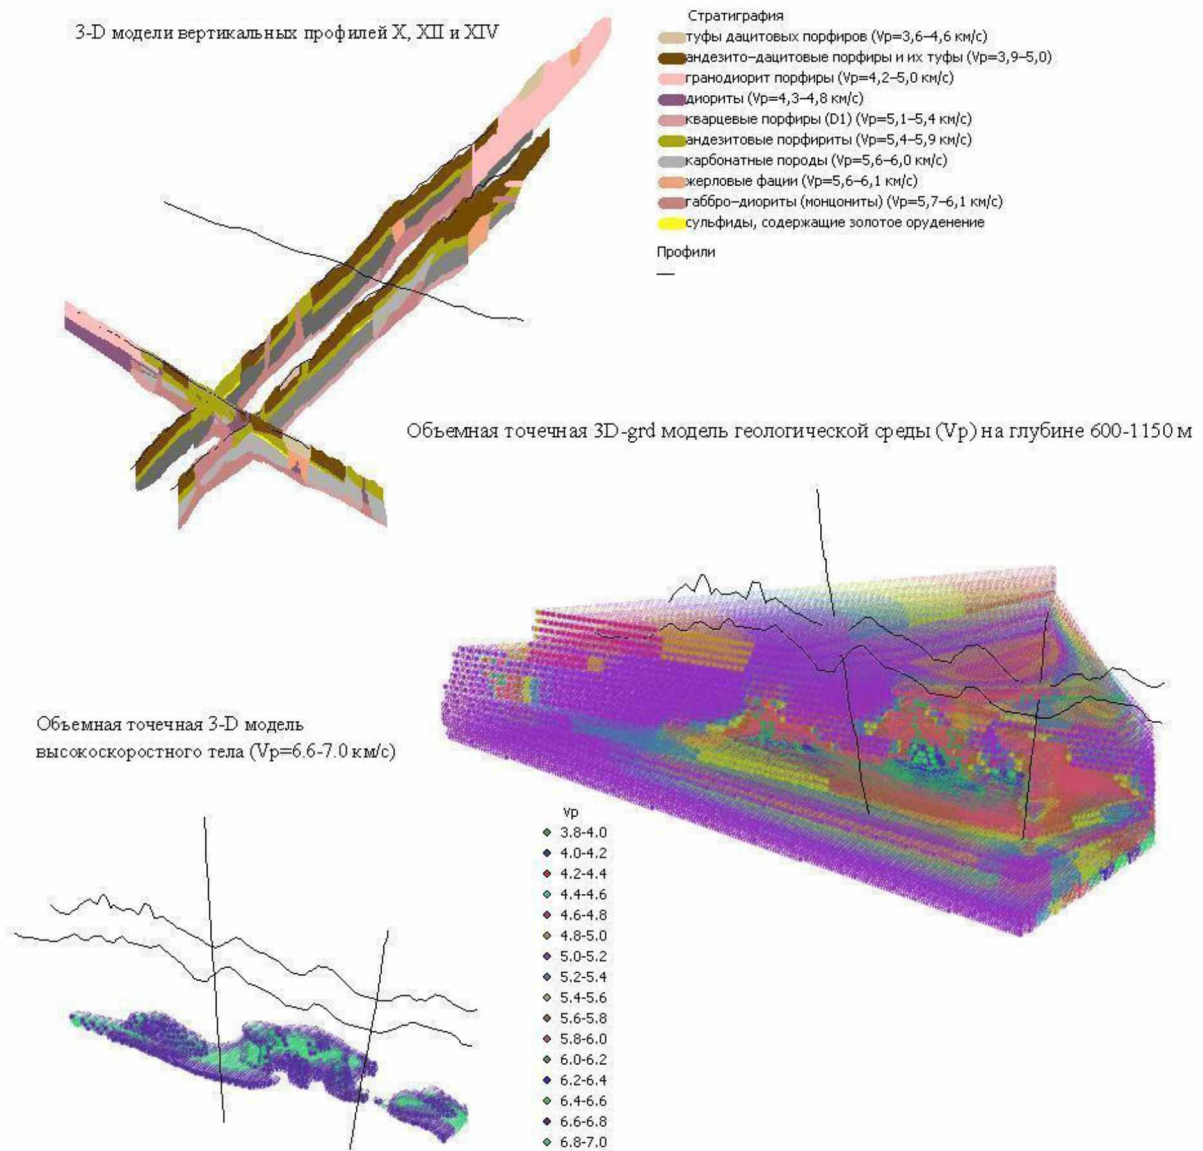 3-D модели вертикальных профилей X, XII и XIV
Стратиграфия
туфы дацитовых порфиров (Vp=3,6–4,6 км/с)
андезито-дацитовые порфиры и их туфы (Vp=3,9–5,0)
гранодиорит порфиры (Vp=4,2–5,0 км/с)
диориты (Vp=4,3–4,8 км/с)
кварцевые порфиры (D1) (Vp=5,1–5,4 км/с)
андезитовые порфириты (Vp=5,4–5,9 км/с)
карбонатные породы (Vp=5,6–6,0 км/с)
жерловые фации (Vp=5,6–6,1 км/с)
габбро-диориты (монцониты) (Vp=5,7–6,1 км/с)
сульфиды, содержащие золотое оруденение
Профили
Объемная точечная 3D-grd модель геологической среды (Vp) на глубине 600-1150 м
Объемная точечная 3-D модель
высокоскоростного тела (Vp=6.6-7.0 км/с)
Vp
3.8-4.0
4.0-4.2
4.2-4.4
4.4-4.6
4.6-4.8
4.8-5.0
5.0-5.2
5.2-5.4
5.4-5.6
5.6-5.8
5.8-6.0
6.0-6.2
6.2-6.4
6.4-6.6
6.6-6.8
6.8-7.0